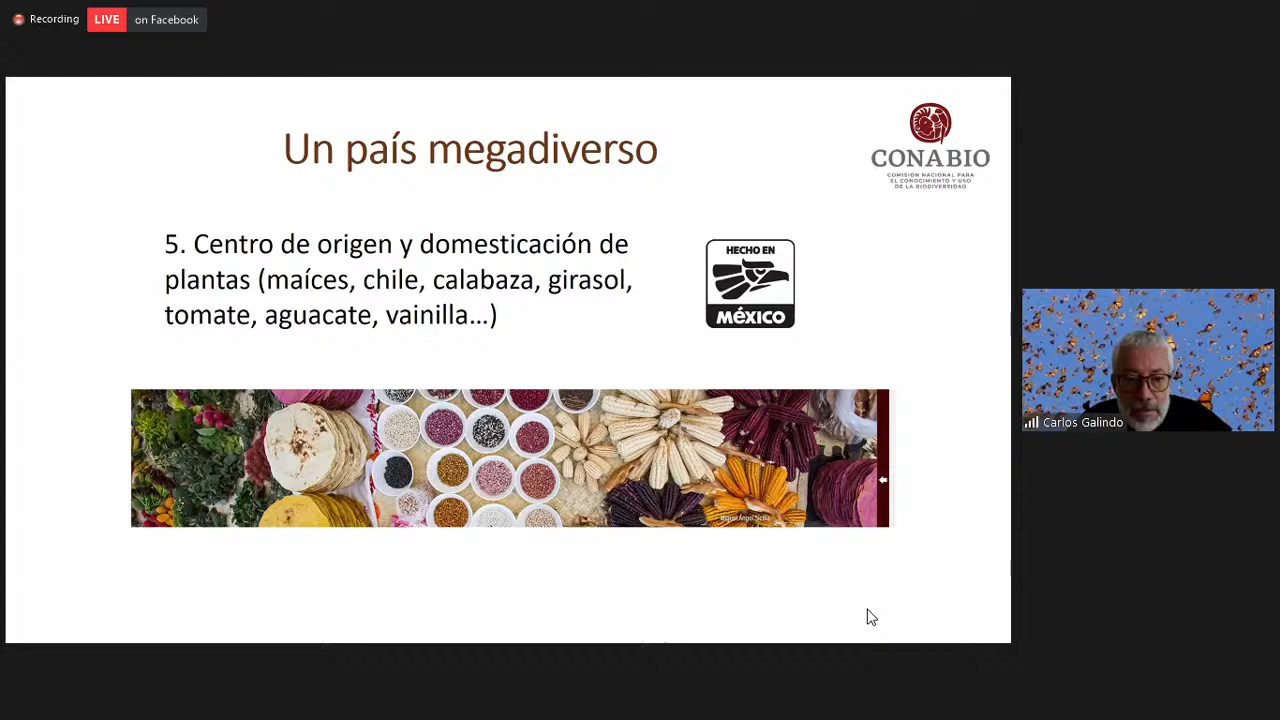 Recording
LIVE
on Facebook
Un país megadiverso
CONABIO
COMISIÓN NACIONAL PARA
EL CONOCIMIENTO Y USO
DE LA BIODIVERSIDAD
5. Centro de origen y domesticación de
plantas (maíces, chile, calabaza, girasol,
tomate, aguacate, vainilla...)
HECHO EN
MÉXICO
Carlos Galindo